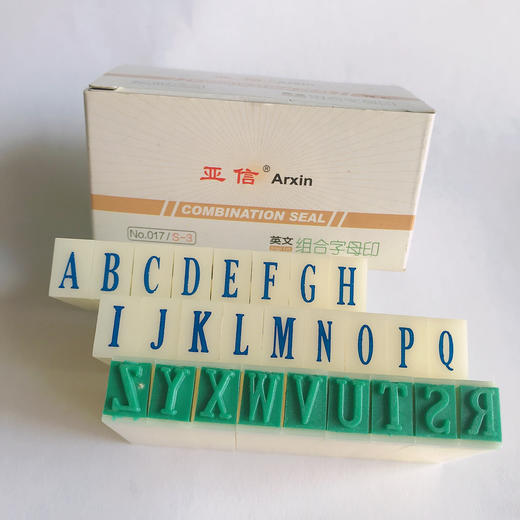 亚信® Arxin
COMBINATION SEAL
No.017/S-3 英文 组合字母印
A B C D E F G H
I J K L M N O P Q
Z Y X W V U T S R